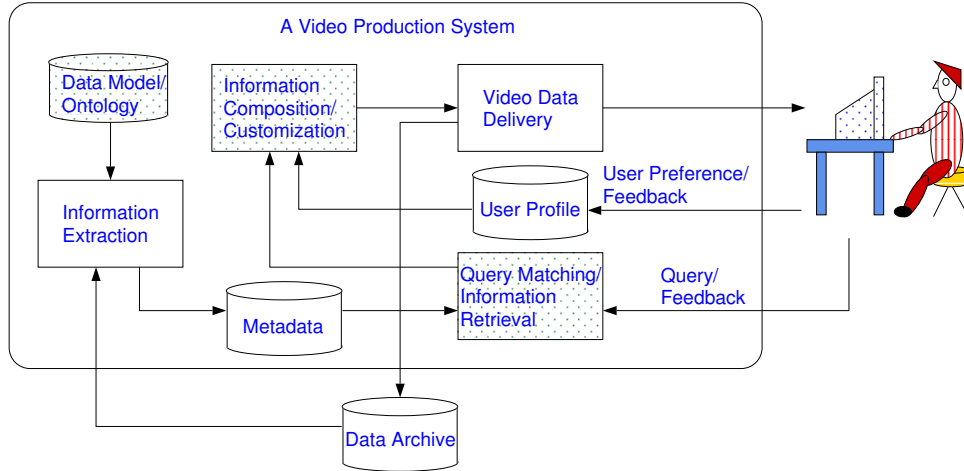 A Video Production System
Data Model/
Ontology
Information
Composition/
Customization
Video Data
Delivery
User Preference/
Feedback
User Profile
Information
Extraction
Query Matching/
Information
Retrieval
Query/
Feedback
Metadata
Data Archive